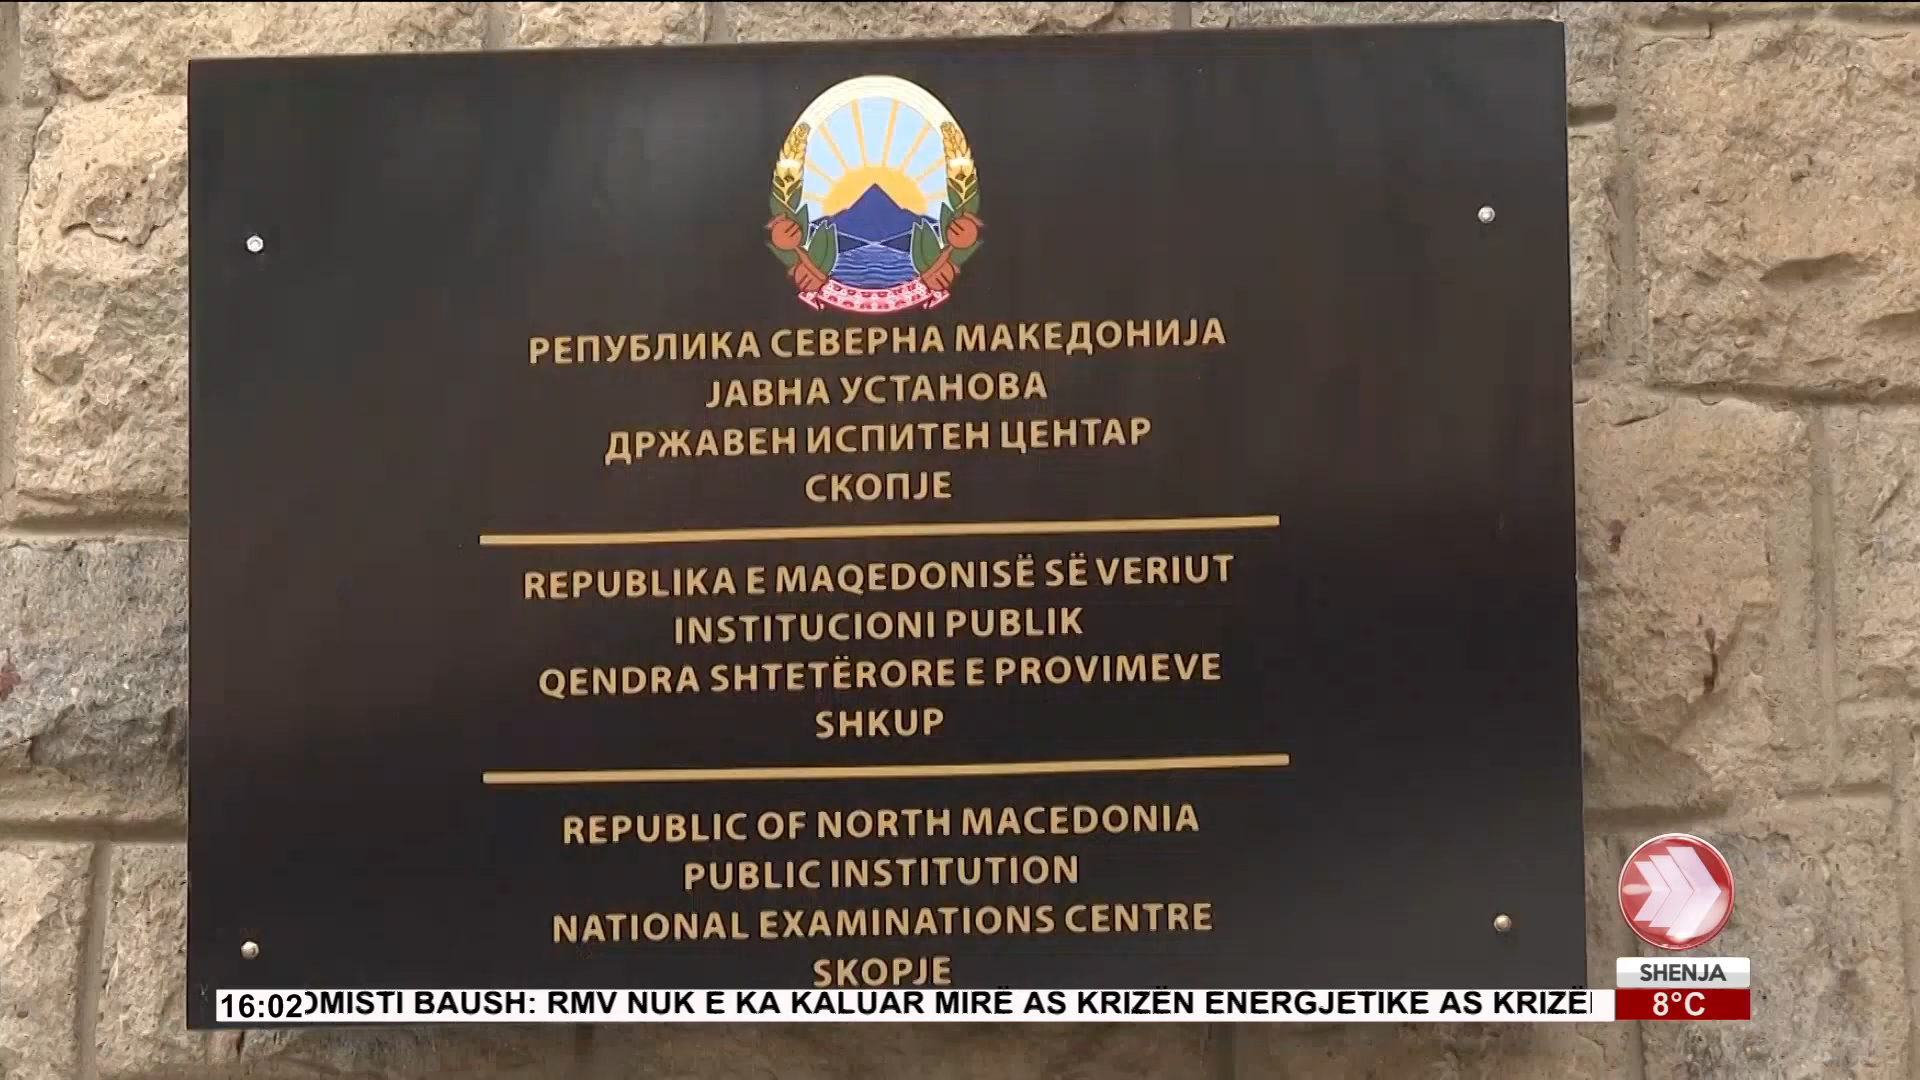 РЕПУБЛИКА СЕВЕРНА МАКЕДОНИЈА
ЈАВНА УСТАНОВА
ДРЖАВЕН ИСПИТЕН ЦЕНТАР
СКОПЈЕ
REPUBLIKA E MAQEDONISË SË VERIUT
INSTITUCIONI PUBLIK
QENDRA SHTETËRORE E PROVIMEVE
SHKUP
REPUBLIC OF NORTH MACEDONIA
PUBLIC INSTITUTION
NATIONAL EXAMINATIONS CENTRE
SKOPJE
SHENJA
16:02 BAUSH: RMV NUK E KA KALUAR MIRË AS KRIZËN ENERGJETIKE AS
8°C